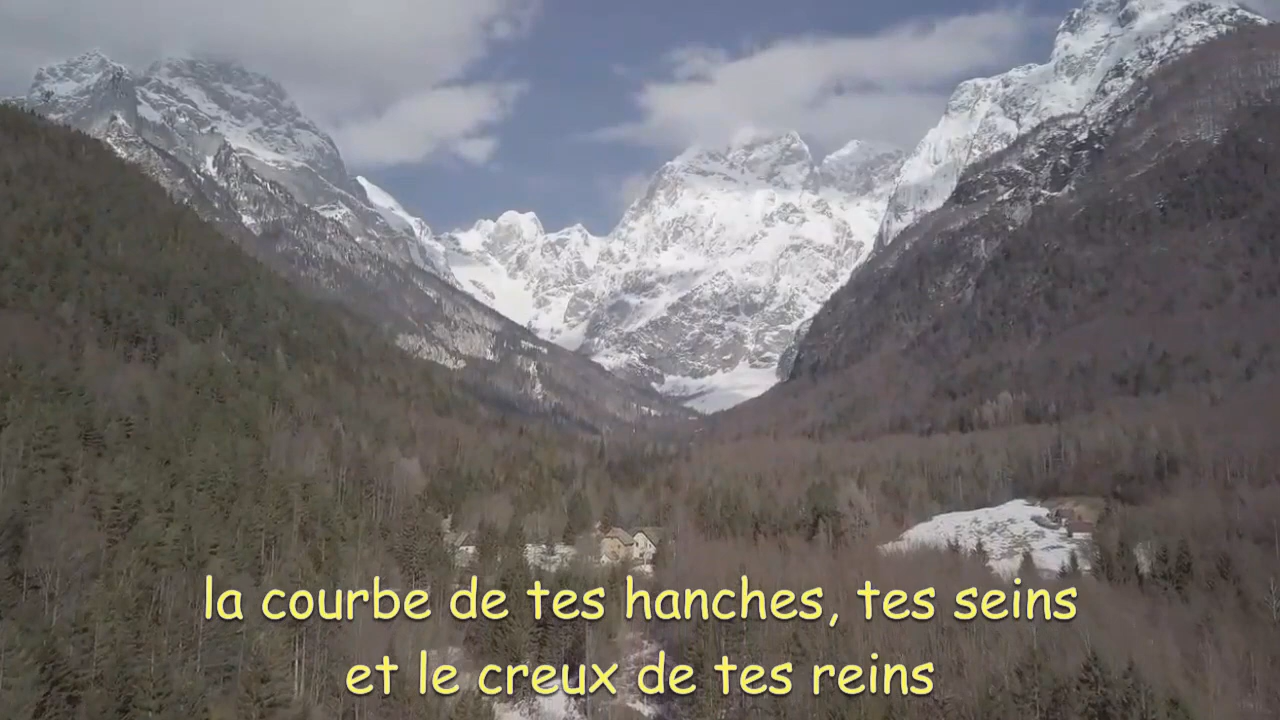 la courbe de tes hanches, tes seins
et le creux de tes reins